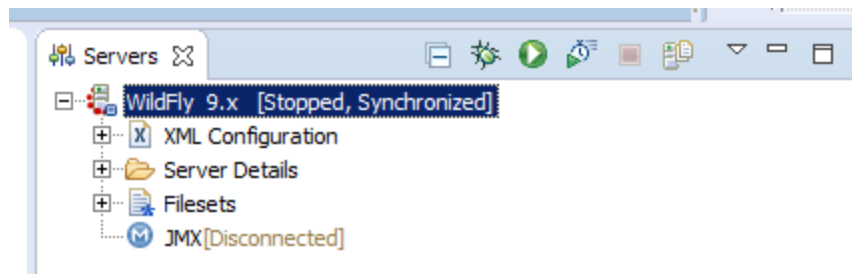 Servers
WildFly 9.x [Stopped, Synchronized]
XML Configuration
Server Details
Filesets
JMX[Disconnected]